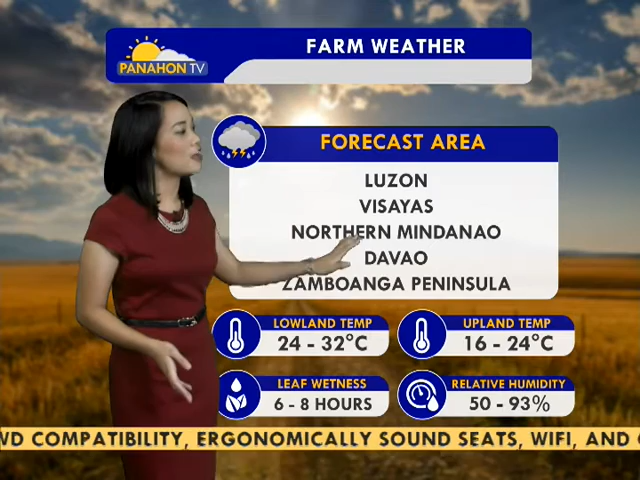 FARM WEATHER
PANAHON TV
FORECAST AREA
LUZON
VISAYAS
NORTHERN MINDANAO
DAVAO
ZAMBOANGA PENINSULA
LOWLAND TEMP
24 - 32°C
UPLAND TEMP
16 - 24°C
LEAF WETNESS
6 - 8 HOURS
RELATIVE HUMIDITY
50 - 93%
COMPATIBILITY, ERGONOMICALLY SOUND SEATS, WIFI, AND